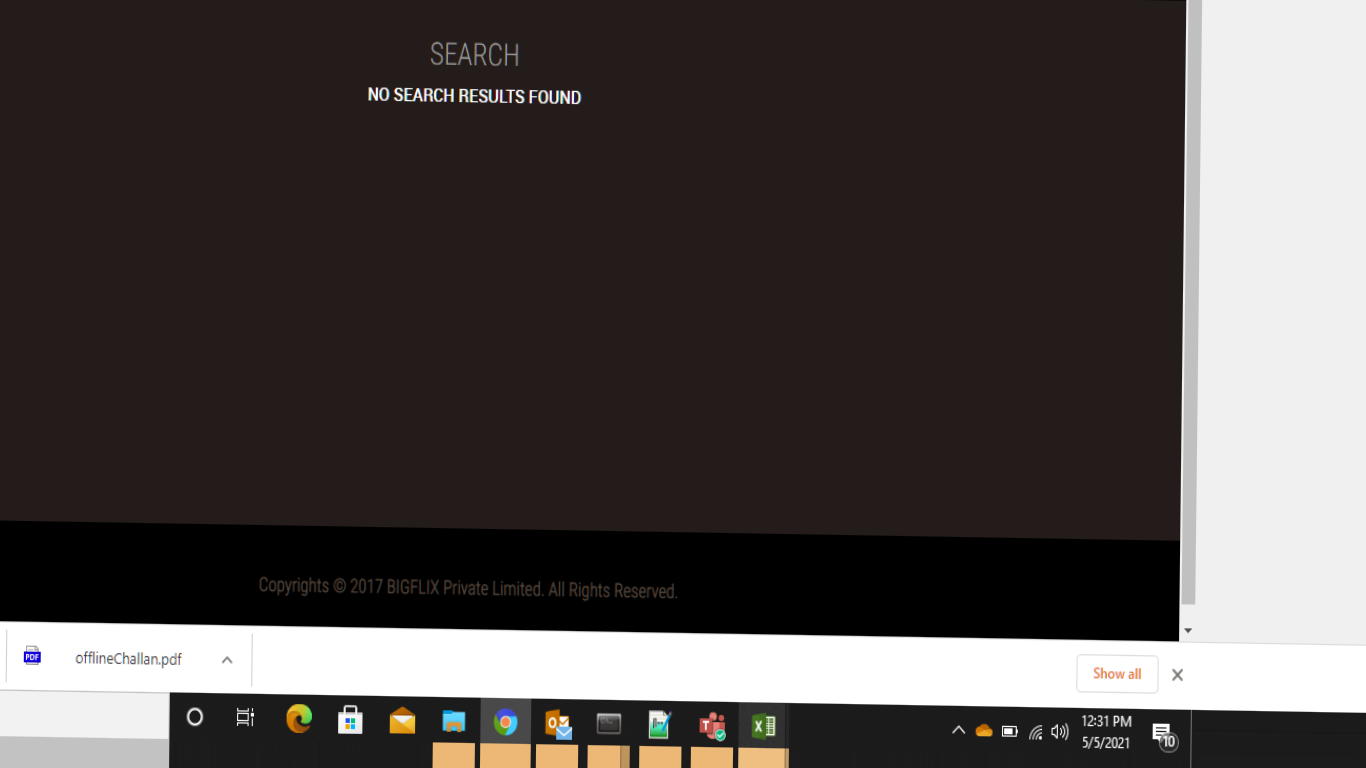 SEARCH
NO SEARCH RESULTS FOUND
Copyrights © 2017 BIGFLIX Private Limited. All Rights Reserved.
PDF
offlineChallan.pdf
Show all
12:31 PM
5/5/2021
10